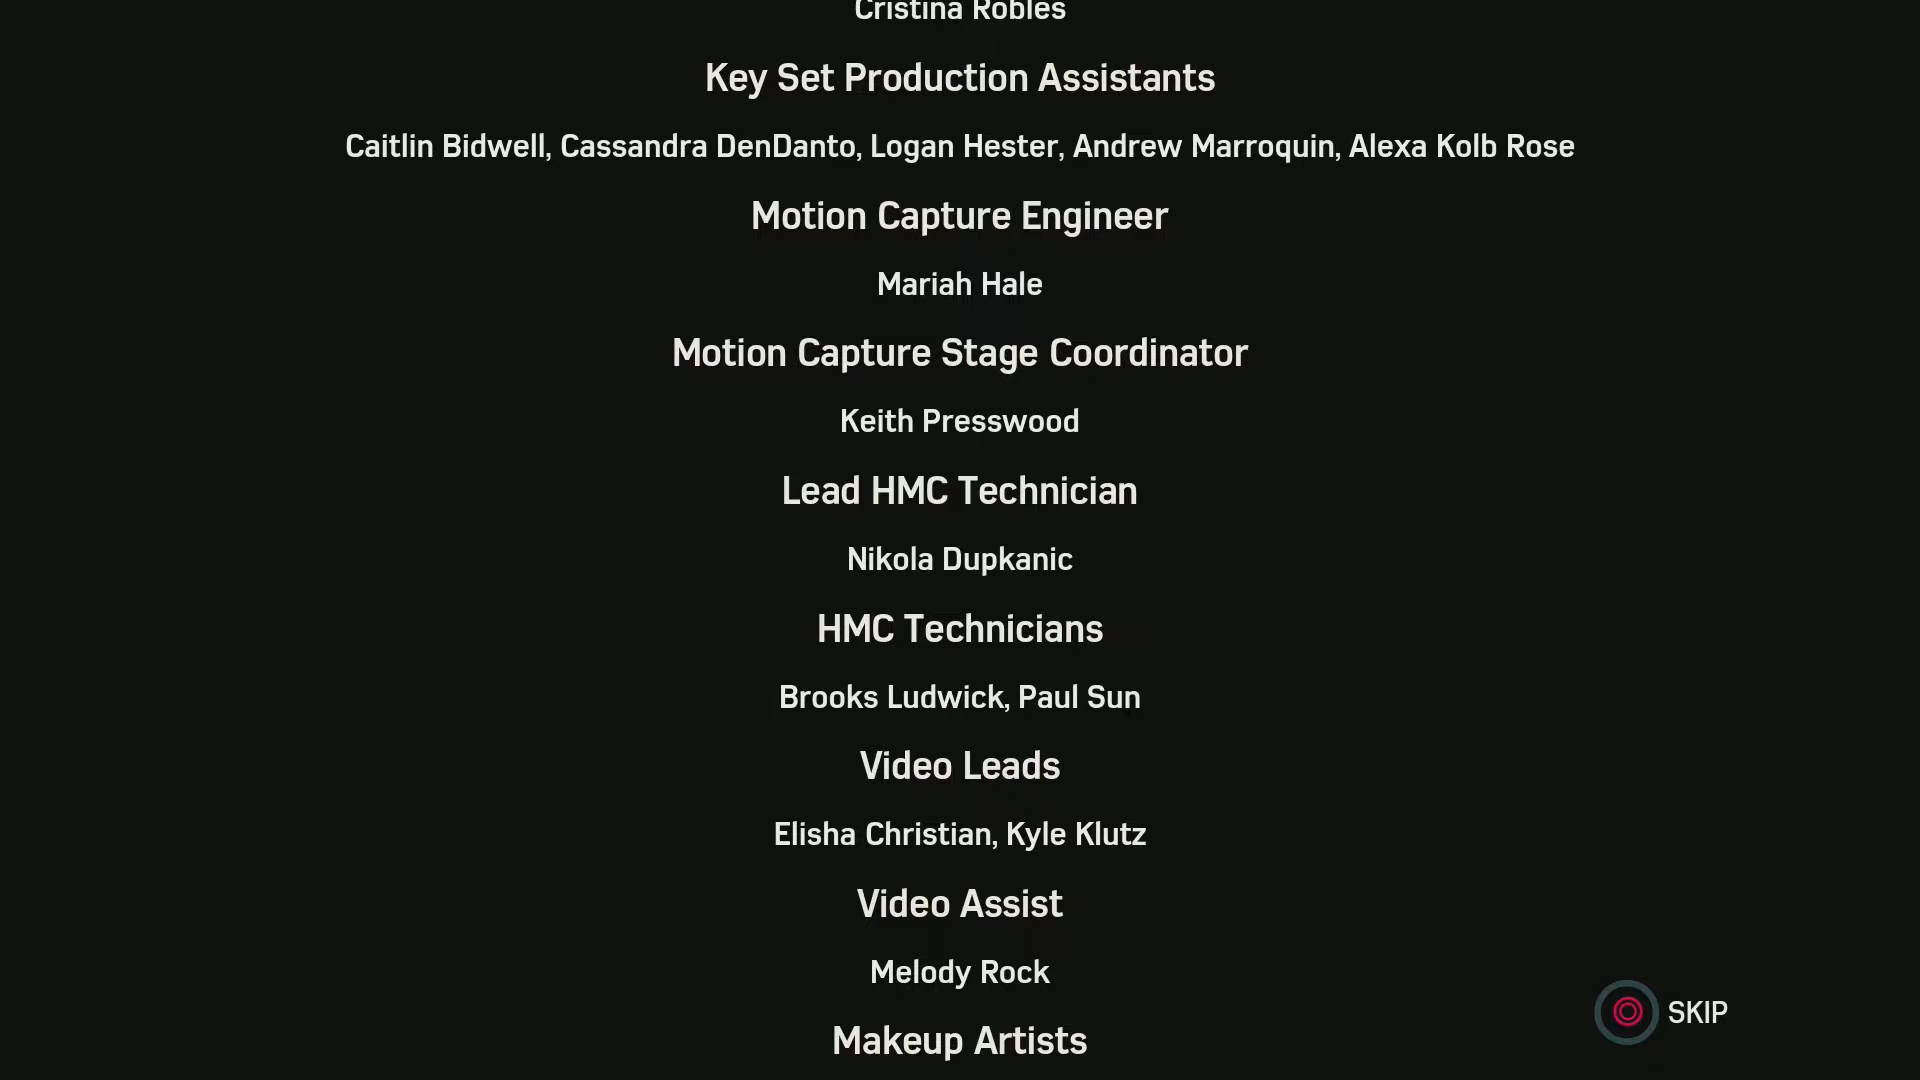 Cristina Robles
Key Set Production Assistants
Caitlin Bidwell, Cassandra DenDanto, Logan Hester, Andrew Marroquin, Alexa Kolb Rose
Motion Capture Engineer
Mariah Hale
Motion Capture Stage Coordinator
Keith Presswood
Lead HMC Technician
Nikola Dupkanic
HMC Technicians
Brooks Ludwick, Paul Sun
Video Leads
Elisha Christian, Kyle Klutz
Video Assist
Melody Rock
SKIP
Makeup Artists